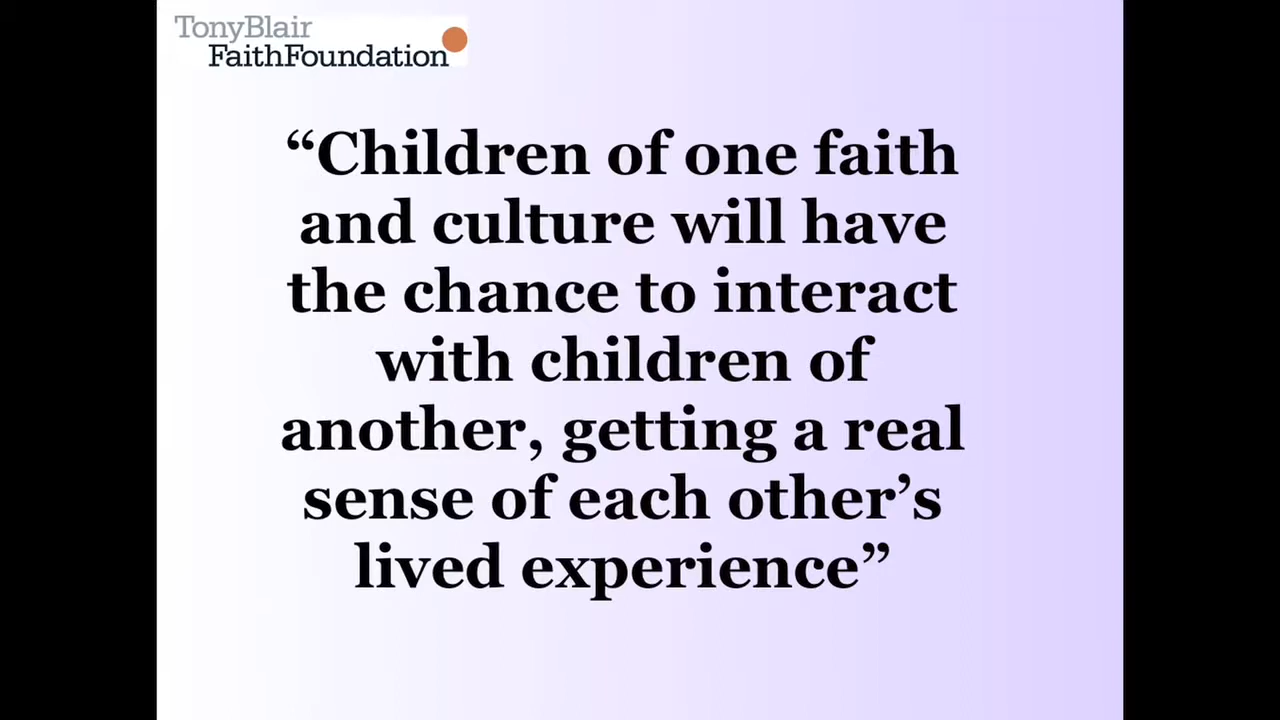 TonyBlair
FaithFoundation
“Children of one faith
and culture will have
the chance to interact
with children of
another, getting a real
sense of each other’s
lived experience”